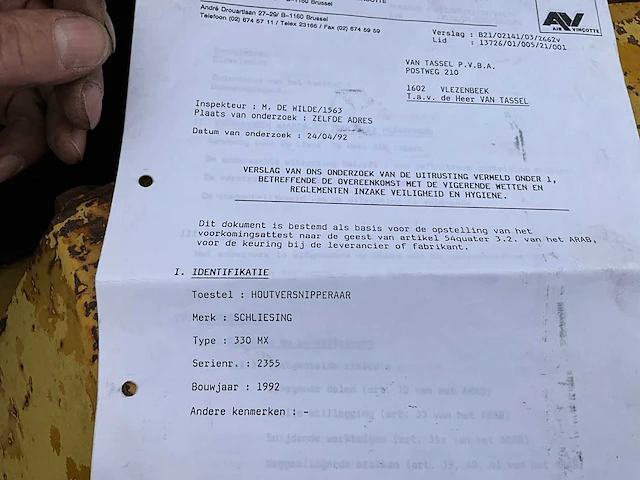 1160 Brussel
André Drouartlaan 27-29/ B-1160 Brussel
Telefoon (02) 674 57 11 / Telex 23166 / Fax (02) 674 59 59
AV
AIB VINÇOTTE
Verslag : B21/02141/03/2662v
Lid : 13726/01/005/21/001
VAN TASSEL P.V.B.A.
POSTWEG 210
1602 VLEZENBEEK
T.a.v. de Heer VAN TASSEL
Inspekteur : M. DE WILDE/1563
Plaats van onderzoek : ZELFDE ADRES
Datum van onderzoek : 24/04/92
VERSLAG VAN ONS ONDERZOEK VAN DE UITRUSTING VERMELD ONDER 1,
BETREFFENDE DE OVEREENKOMST MET DE VIGERENDE WETTEN EN
REGLEMENTEN INZAKE VEILIGHEID EN HYGIENE.
Dit dokument is bestemd als basis voor de opstelling van het
voorkomingsattest naar de geest van artikel 54quater 3.2. van het ARAB,
voor de keuring bij de leverancier of fabrikant.
I. IDENTIFIKATIE
Toestel : HOUTVERSNIPPERAAR
Merk : SCHLIESING
Type : 330 MX
Serienr. : 2355
Bouwjaar : 1992
Andere kenmerken : -